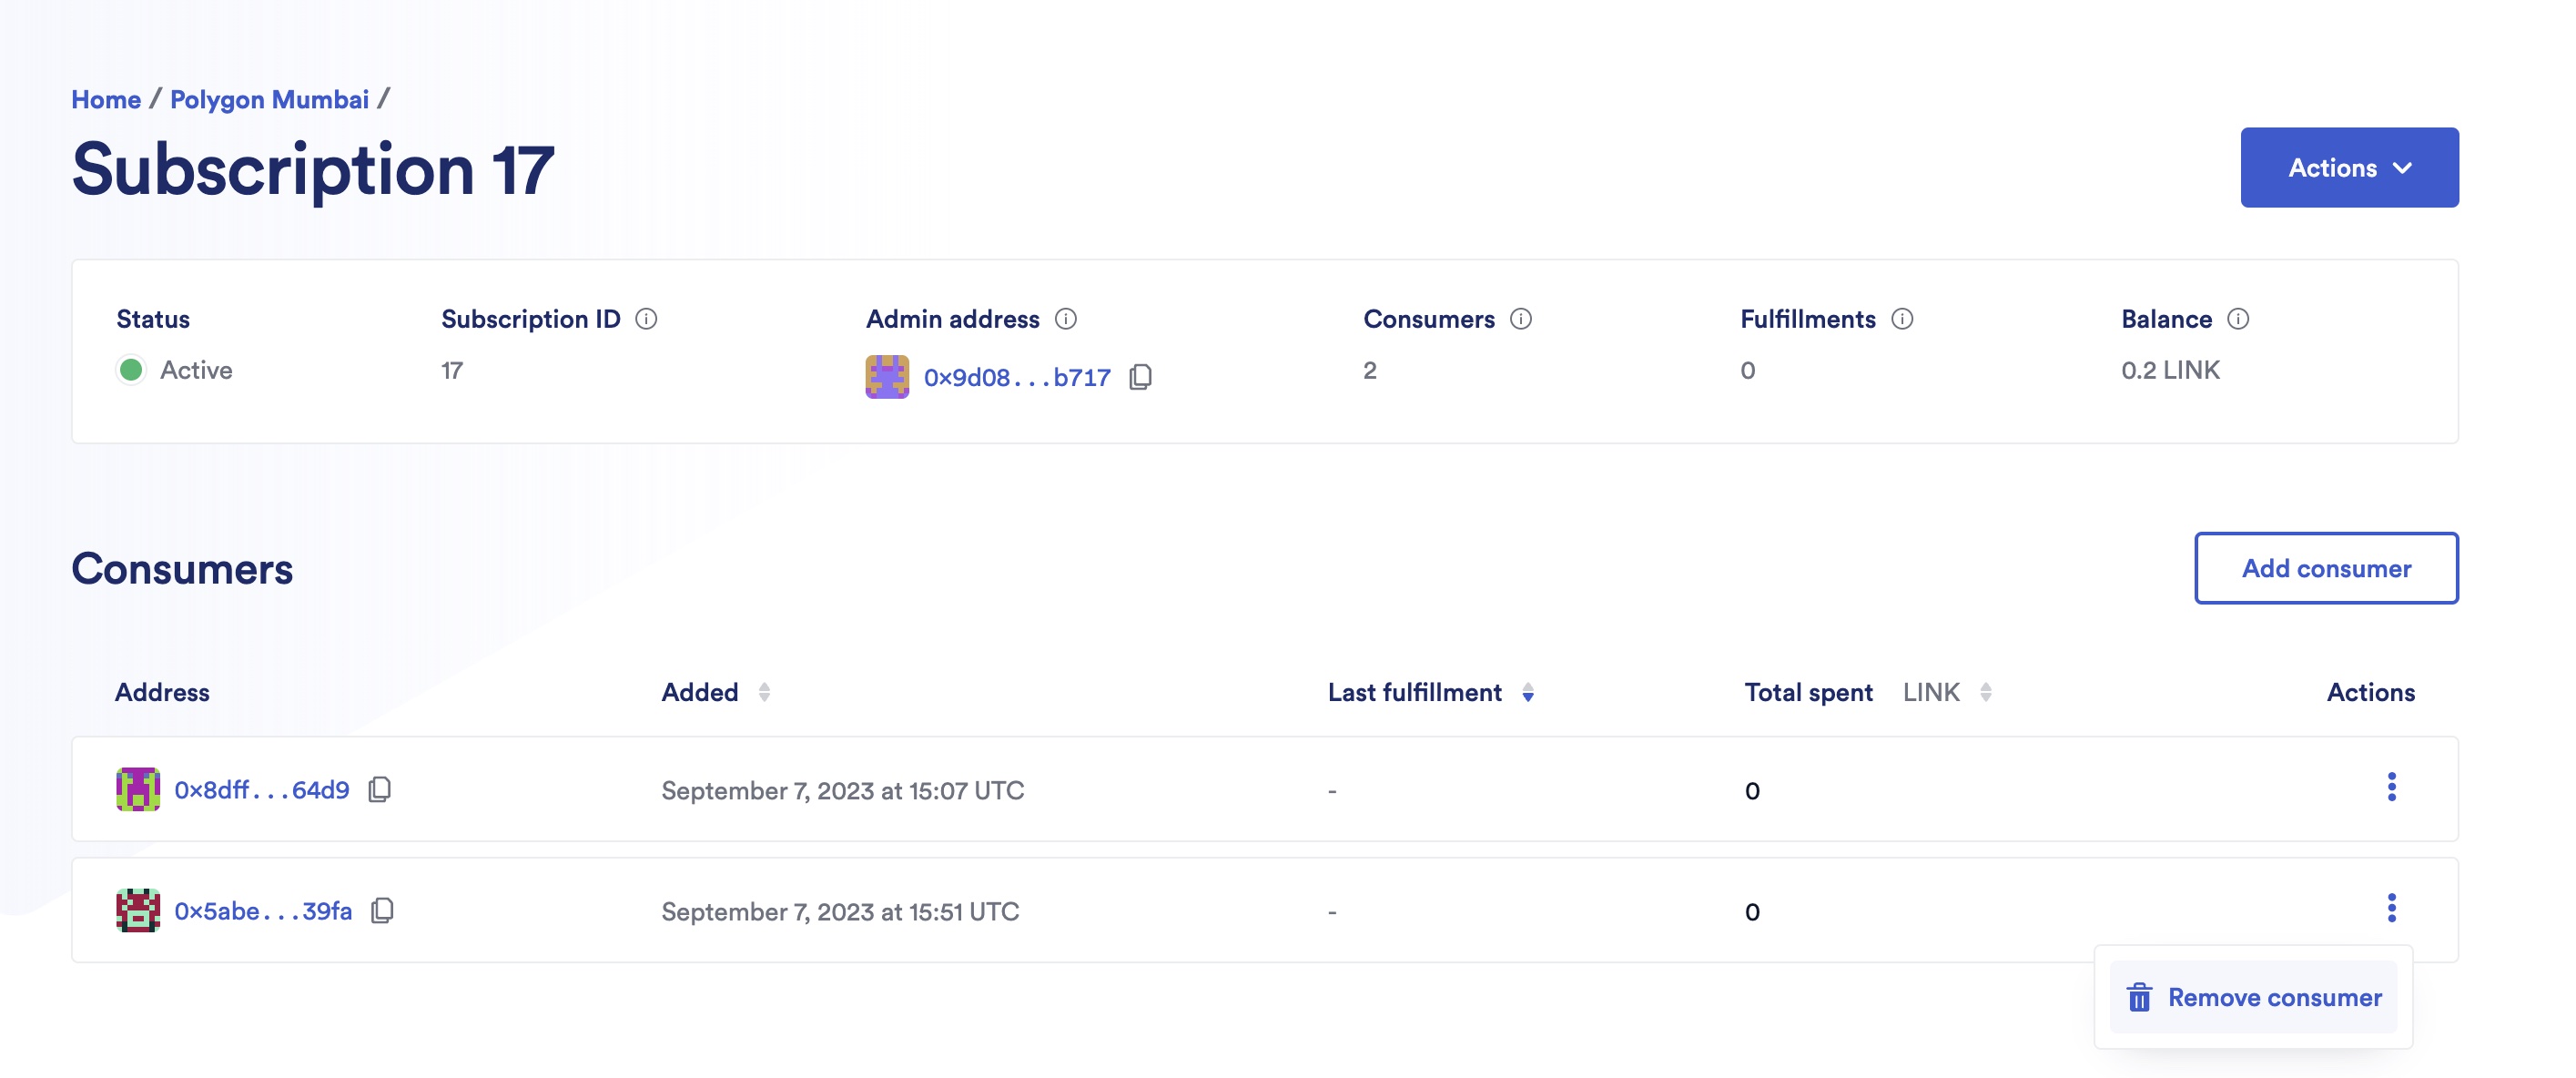 Home / Polygon Mumbai /
Subscription 17
Actions
Status Subscription ID Admin address Consumers Fulfillments Balance
Active 17 0x9d08...b717 2 0 0.2 LINK
Consumers
Add consumer
Address Added Last fulfillment Total spent LINK Actions
0x8dff...64d9 September 7, 2023 at 15:07 UTC - 0
0x5abe...39fa September 7, 2023 at 15:51 UTC - 0
Remove consumer